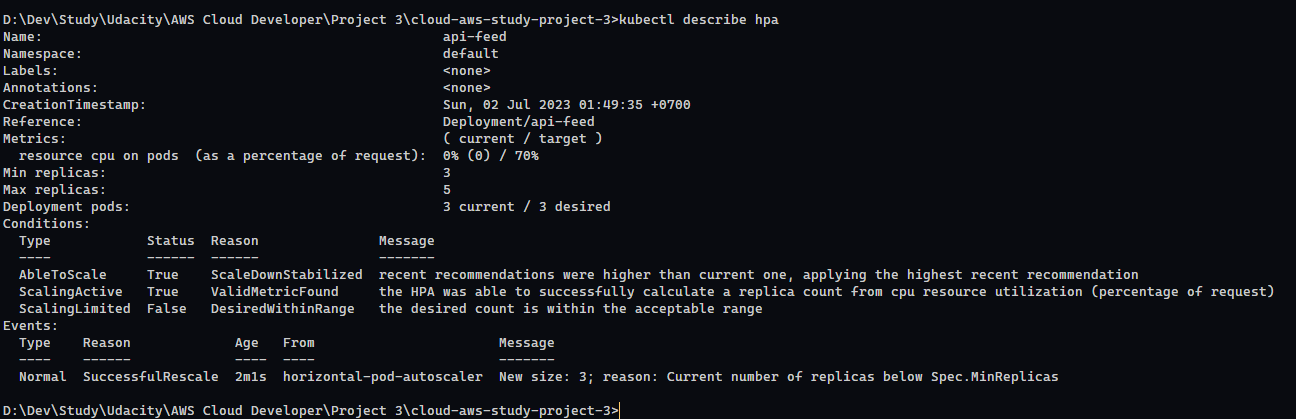 D:\Dev\Study\Udacity\AWS Cloud Developer\Project 3\cloud-aws-study-project-3>kubectl describe hpa
Name:                                                  api-feed
Namespace:                                             default
Labels:                                                <none>
Annotations:                                           <none>
CreationTimestamp:                                     Sun, 02 Jul 2023 01:49:35 +0700
Reference:                                             Deployment/api-feed
Metrics:                                               ( current / target )
  resource cpu on pods  (as a percentage of request):  0% (0) / 70%
Min replicas:                                          3
Max replicas:                                          5
Deployment pods:                                       3 current / 3 desired
Conditions:
  Type            Status  Reason               Message
  ----            ------  ------               -------
  AbleToScale     True    ScaleDownStabilized  recent recommendations were higher than current one, applying the highest recent recommendation
  ScalingActive   True    ValidMetricFound     the HPA was able to successfully calculate a replica count from cpu resource utilization (percentage of request)
  ScalingLimited  False   DesiredWithinRange   the desired count is within the acceptable range
Events:
  Type    Reason             Age   From                       Message
  ----    ------             ----  ----                       -------
  Normal  SuccessfulRescale  2m1s  horizontal-pod-autoscaler  New size: 3; reason: Current number of replicas below Spec.MinReplicas
D:\Dev\Study\Udacity\AWS Cloud Developer\Project 3\cloud-aws-study-project-3>